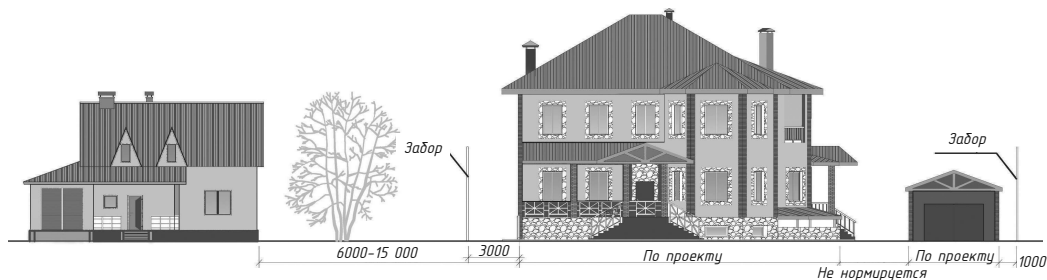 Забор
Забор
6000-15 000
3000
По проекту
По проекту
1000
Не нормируется